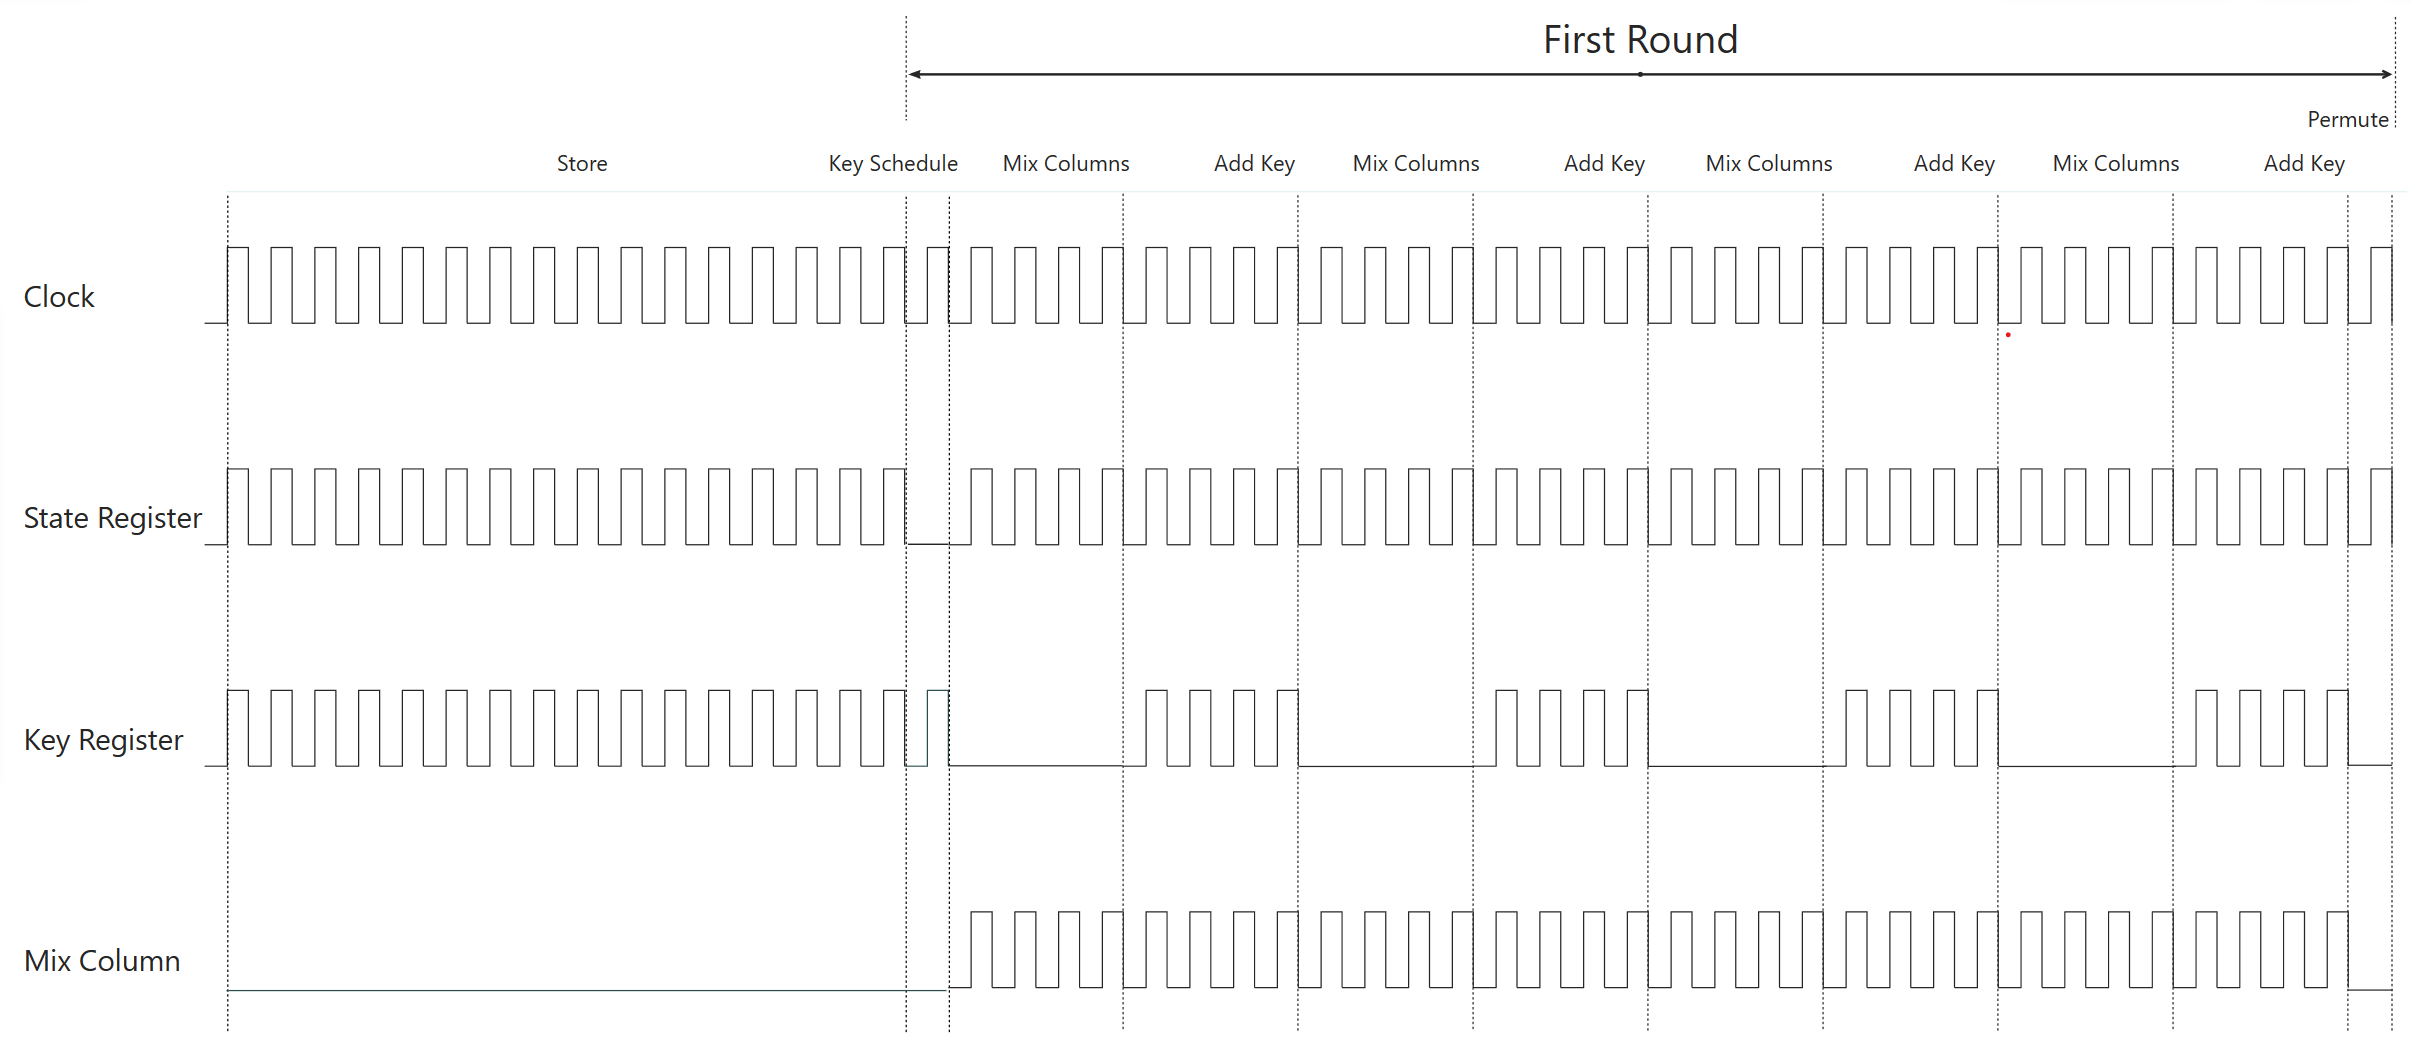 First Round
Permute
Store Key Schedule Mix Columns Add Key Mix Columns Add Key Mix Columns Add Key Mix Columns Add Key
Clock
State Register
Key Register
Mix Column